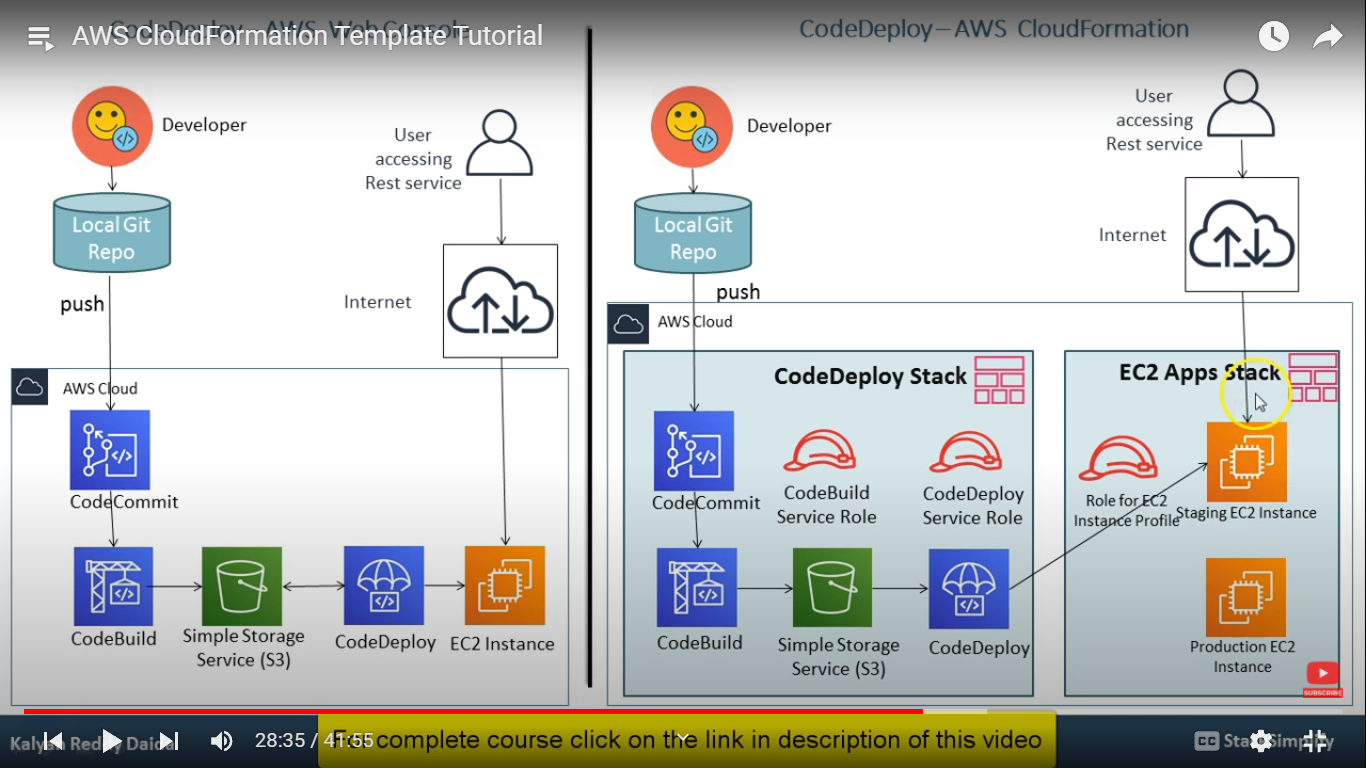 AWS CloudFormation Template Tutorial
CodeDeploy – AWS Web Console
Developer
User
accessing
Rest service
Local Git
Repo
push
Internet
AWS Cloud
CodeCommit
CodeBuild
Simple Storage
Service (S3)
CodeDeploy
EC2 Instance
CodeDeploy – AWS CloudFormation
Developer
User
accessing
Rest service
Local Git
Repo
push
Internet
AWS Cloud
CodeDeploy Stack
EC2 Apps Stack
CodeCommit
CodeBuild
Service Role
CodeDeploy
Service Role
Role for EC2
Instance Profile
Staging EC2 Instance
CodeBuild
Simple Storage
Service (S3)
CodeDeploy
Production EC2
Instance
SUBSCRIBE
Kalyan Reddy Daida
28:35 / 41:55
complete course click on the link in description of this video
CC
Simplify